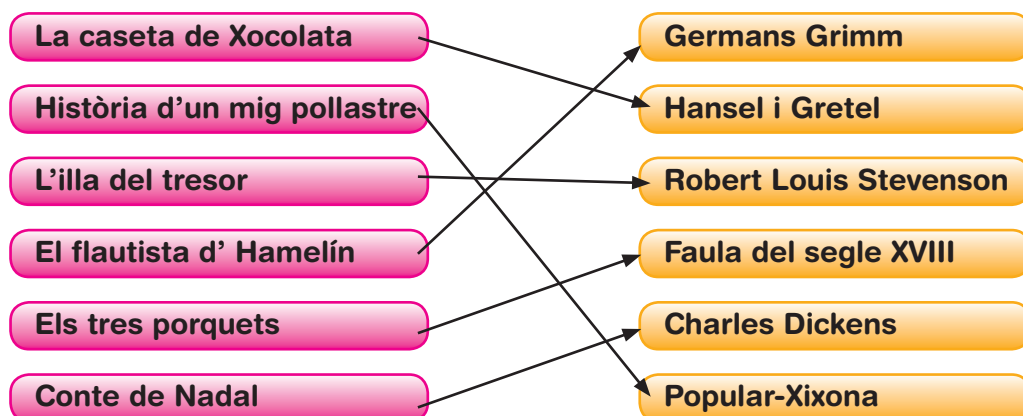 La caseta de Xocolata
Història d’un mig pollastre
L’illa del tresor
El flautista d’ Hamelín
Els tres porquets
Conte de Nadal
Germans Grimm
Hansel i Gretel
Robert Louis Stevenson
Faula del segle XVIII
Charles Dickens
Popular-Xixona